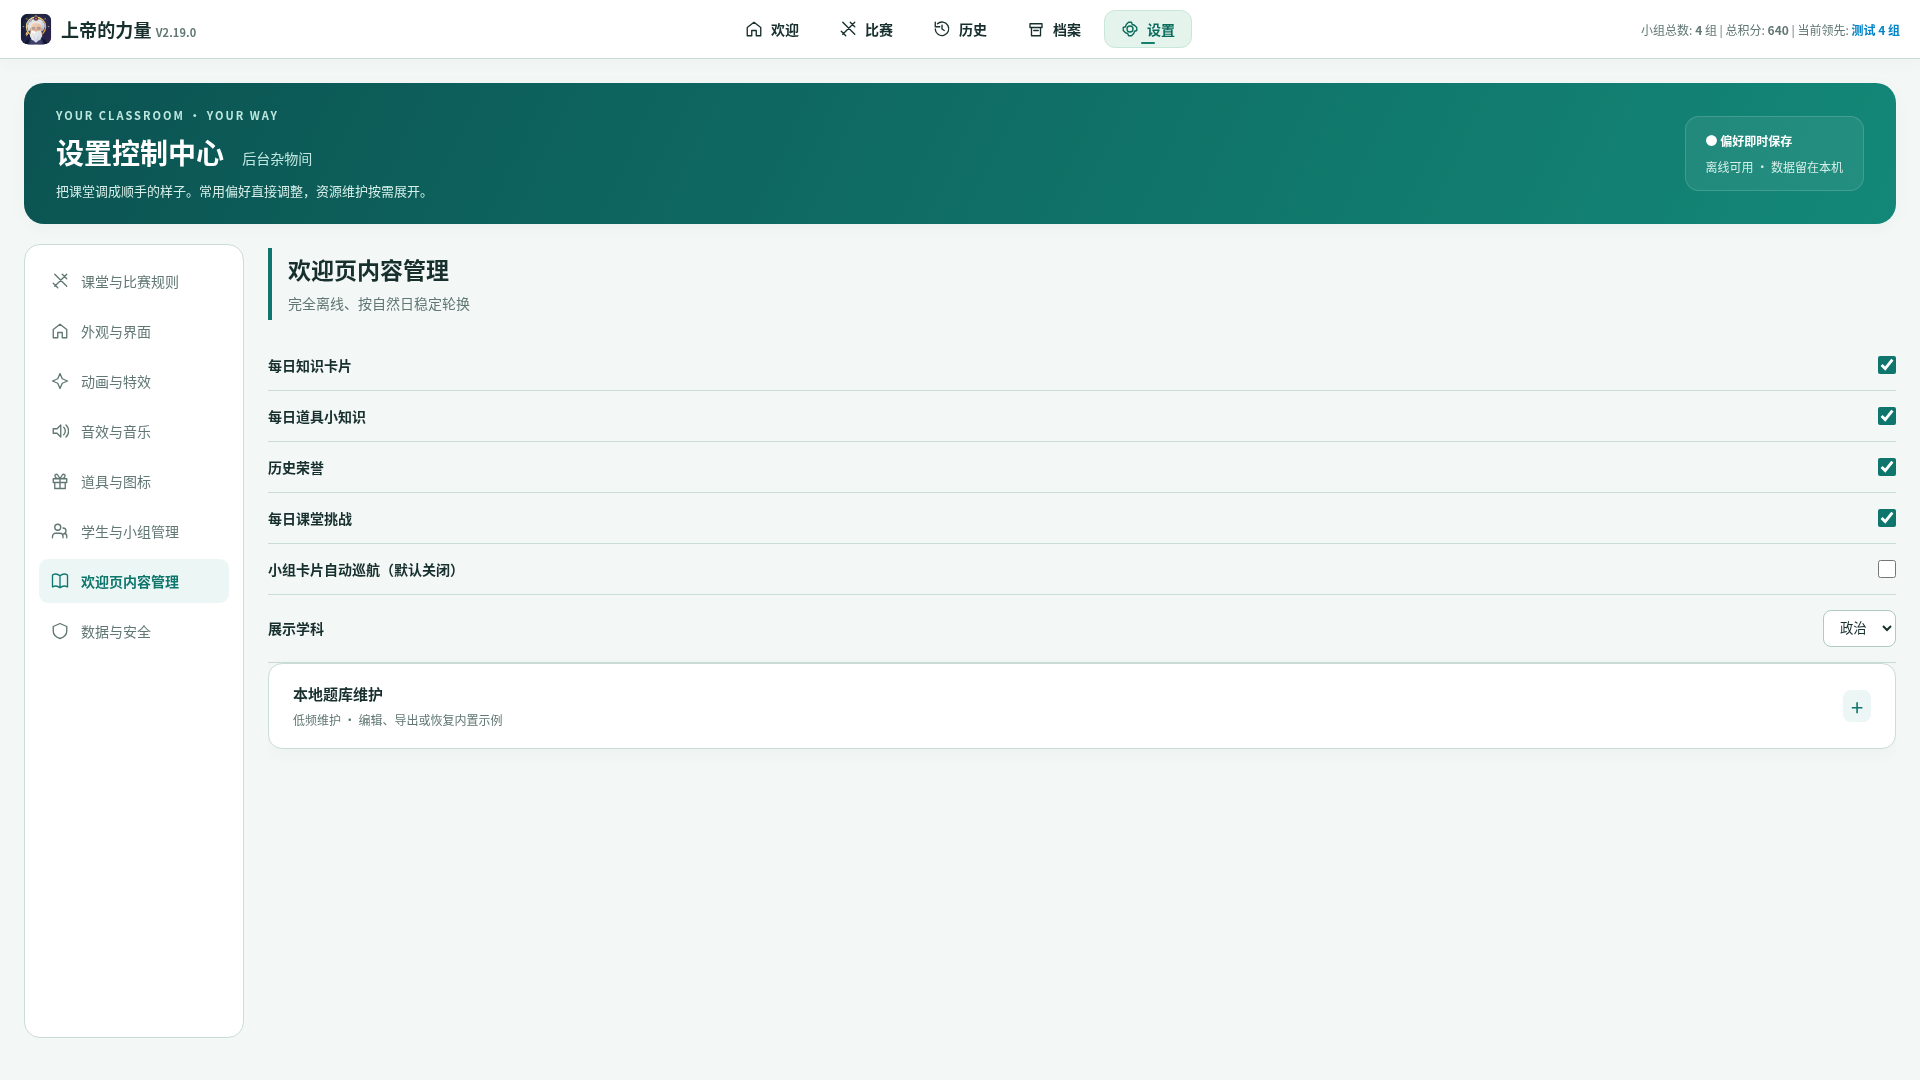 上帝的力量 V2.19.0
欢迎
比赛
历史
档案
设置
小组总数: 4 组 | 总积分: 640 | 当前领先: 测试 4 组
YOUR CLASSROOM · YOUR WAY
设置控制中心 后台杂物间
把课堂调成顺手的样子。常用偏好直接调整，资源维护按需展开。
偏好即时保存
离线可用 · 数据留在本机
课堂与比赛规则
外观与界面
动画与特效
音效与音乐
道具与图标
学生与小组管理
欢迎页内容管理
数据与安全
欢迎页内容管理
完全离线、按自然日稳定轮换
每日知识卡片
每日道具小知识
历史荣誉
每日课堂挑战
小组卡片自动巡航（默认关闭）
展示学科
政治
本地题库维护
低频维护 · 编辑、导出或恢复内置示例
+